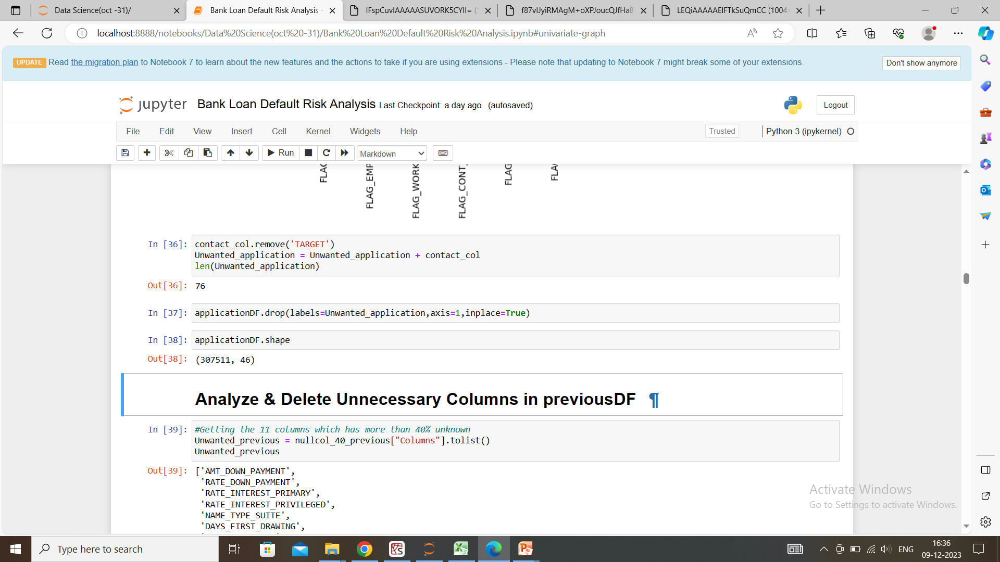 Data Science(oct -31)/
Bank Loan Default Risk Analysis -
IFspCuvIAAAAASUVORK5CYII= (1
f87vIJyiRMAgM+oXPJoucQJfHa8
LEQiAAAAAElFTkSuQmCC (1004
localhost:8888/notebooks/Data%20Science(oct%20-31)/Bank%20Loan%20Default%20Risk%20Analysis.ipynb#univariate-graph
UPDATE Read the migration plan to Notebook 7 to learn about the new features and the actions to take if you are using extensions - Please note that updating to Notebook 7 might break some of your extensions.
Don't show anymore
jupyter Bank Loan Default Risk Analysis Last Checkpoint: a day ago (autosaved)
Logout
File Edit View Insert Cell Kernel Widgets Help
Trusted
Python 3 (ipykernel)
Run
Markdown
FLAG_EMP
FLAG_WORK
FLAG_CONT_
FLAG
In [36]: contact_col.remove('TARGET')
Unwanted_application = Unwanted_application + contact_col
len(Unwanted_application)
Out[36]: 76
In [37]: applicationDF.drop(labels=Unwanted_application,axis=1,inplace=True)
In [38]: applicationDF.shape
Out[38]: (307511, 46)
Analyze & Delete Unnecessary Columns in previousDF ¶
In [39]: #Getting the 11 columns which has more than 40% unknown
Unwanted_previous = nullcol_40_previous["Columns"].tolist()
Unwanted_previous
Out[39]: ['AMT_DOWN_PAYMENT',
'RATE_DOWN_PAYMENT',
'RATE_INTEREST_PRIMARY',
'RATE_INTEREST_PRIVILEGED',
'NAME_TYPE_SUITE',
'DAYS_FIRST_DRAWING',
Activate Windows
Go to Settings to activate Windows.
Type here to search
ENG
16:36
09-12-2023